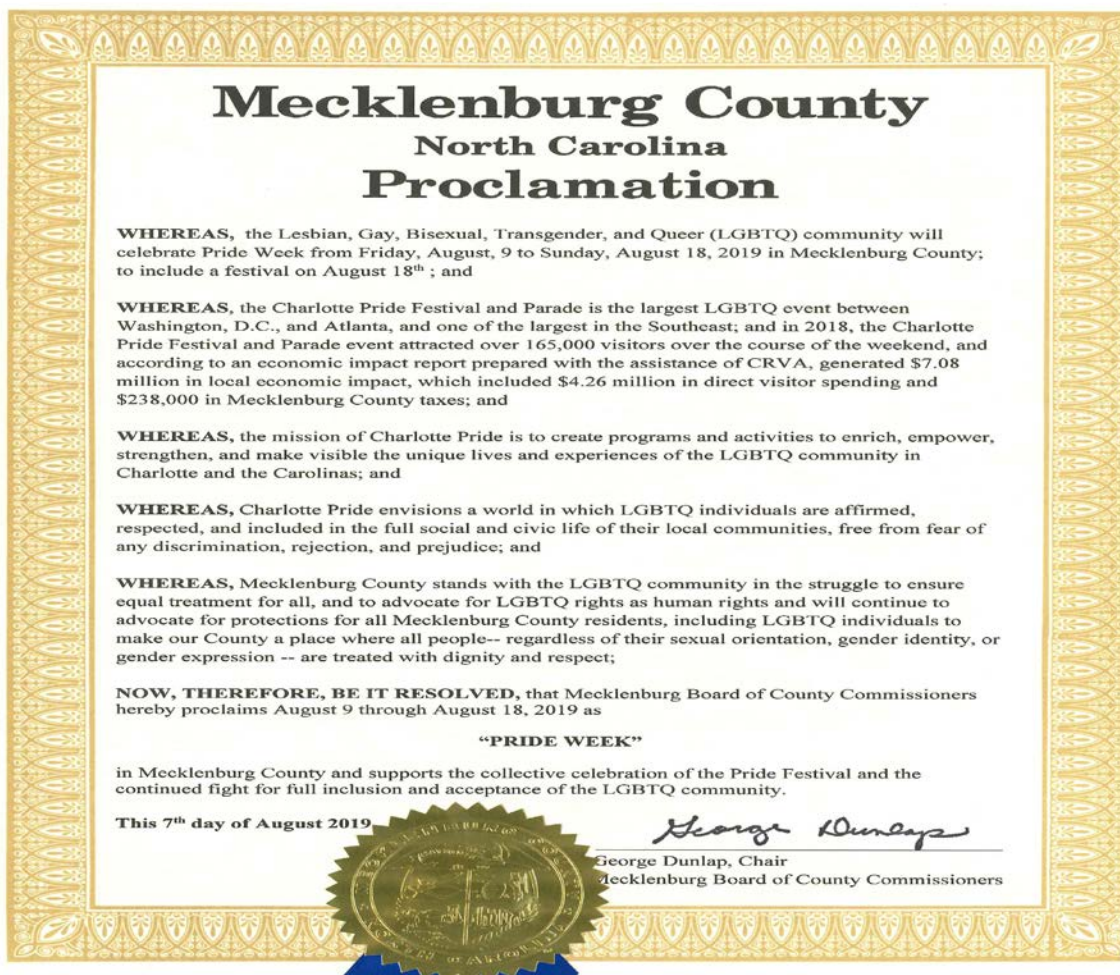 Mecklenburg County
North Carolina
Proclamation
WHEREAS, the Lesbian, Gay, Bisexual, Transgender, and Queer (LGBTQ) community will
celebrate Pride Week from Friday, August, 9 to Sunday, August 18, 2019 in Mecklenburg County;
to include a festival on August 18th ; and
WHEREAS, the Charlotte Pride Festival and Parade is the largest LGBTQ event between
Washington, D.C., and Atlanta, and one of the largest in the Southeast; and in 2018, the Charlotte
Pride Festival and Parade event attracted over 165,000 visitors over the course of the weekend, and
according to an economic impact report prepared with the assistance of CRVA, generated $7.08
million in local economic impact, which included $4.26 million in direct visitor spending and
$238,000 in Mecklenburg County taxes; and
WHEREAS, the mission of Charlotte Pride is to create programs and activities to enrich, empower,
strengthen, and make visible the unique lives and experiences of the LGBTQ community in
Charlotte and the Carolinas; and
WHEREAS, Charlotte Pride envisions a world in which LGBTQ individuals are affirmed,
respected, and included in the full social and civic life of their local communities, free from fear of
any discrimination, rejection, and prejudice; and
WHEREAS, Mecklenburg County stands with the LGBTQ community in the struggle to ensure
equal treatment for all, and to advocate for LGBTQ rights as human rights and will continue to
advocate for protections for all Mecklenburg County residents, including LGBTQ individuals to
make our County a place where all people-- regardless of their sexual orientation, gender identity, or
gender expression -- are treated with dignity and respect;
NOW, THEREFORE, BE IT RESOLVED, that Mecklenburg Board of County Commissioners
hereby proclaims August 9 through August 18, 2019 as
“PRIDE WEEK”
in Mecklenburg County and supports the collective celebration of the Pride Festival and the
continued fight for full inclusion and acceptance of the LGBTQ community.
This 7th day of August 2019
George Dunlap
George Dunlap, Chair
Mecklenburg Board of County Commissioners